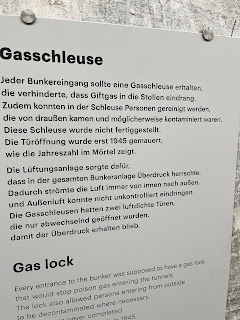 Gasschleuse
Jeder Bunkereingang sollte eine Gasschleuse erhalten,
die verhinderte, dass Giftgas in die Stollen eindrang.
Zudem konnten in der Schleuse Personen gereinigt werden,
die von draußen kamen und möglicherweise kontaminiert waren.
Diese Schleuse wurde nicht fertiggestellt.
Die Türöffnung wurde erst 1945 gemauert,
wie die Jahreszahl im Mörtel zeigt.
Die Lüftungsanlage sorgte dafür,
dass in der gesamten Bunkeranlage Überdruck herrschte.
Dadurch strömte die Luft immer von innen nach außen,
und Außenluft konnte nicht unkontrolliert eindringen.
Die Gasschleusen hatten zwei luftdichte Türen,
die nur abwechselnd geöffnet wurden,
damit der Überdruck erhalten blieb.
Gas lock
Every entrance to the bunker was supposed to have a gas lock
that would stop poison gas entering the tunnels.
The lock also allowed persons entering from outside
to be decontaminated where necessary.
never completed
in 1945